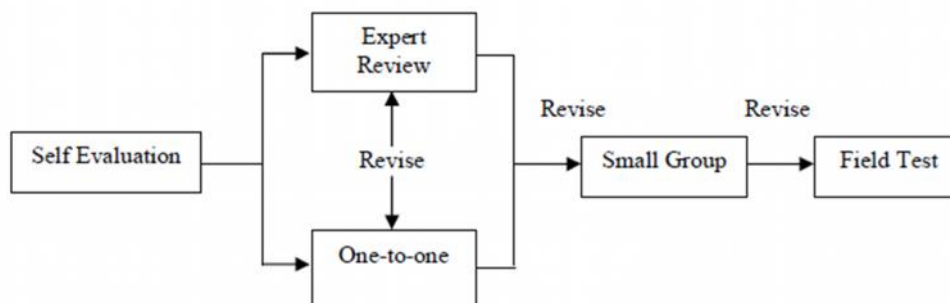 Expert
Review
Revise
Revise
Self Evaluation
Revise
Small Group
Field Test
One-to-one